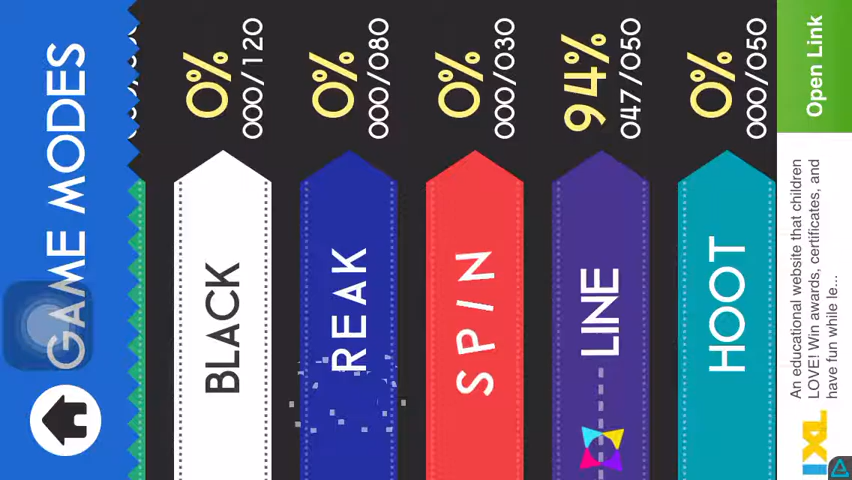 GAME MODES
BLACK
0%
000/120
REAK
0%
000/080
SPIN
0%
000/030
LINE
94%
047/050
HOOT
0%
000/050
IXL
An educational website that children
LOVE! Win awards, certificates, and
have fun while le...
Open Link